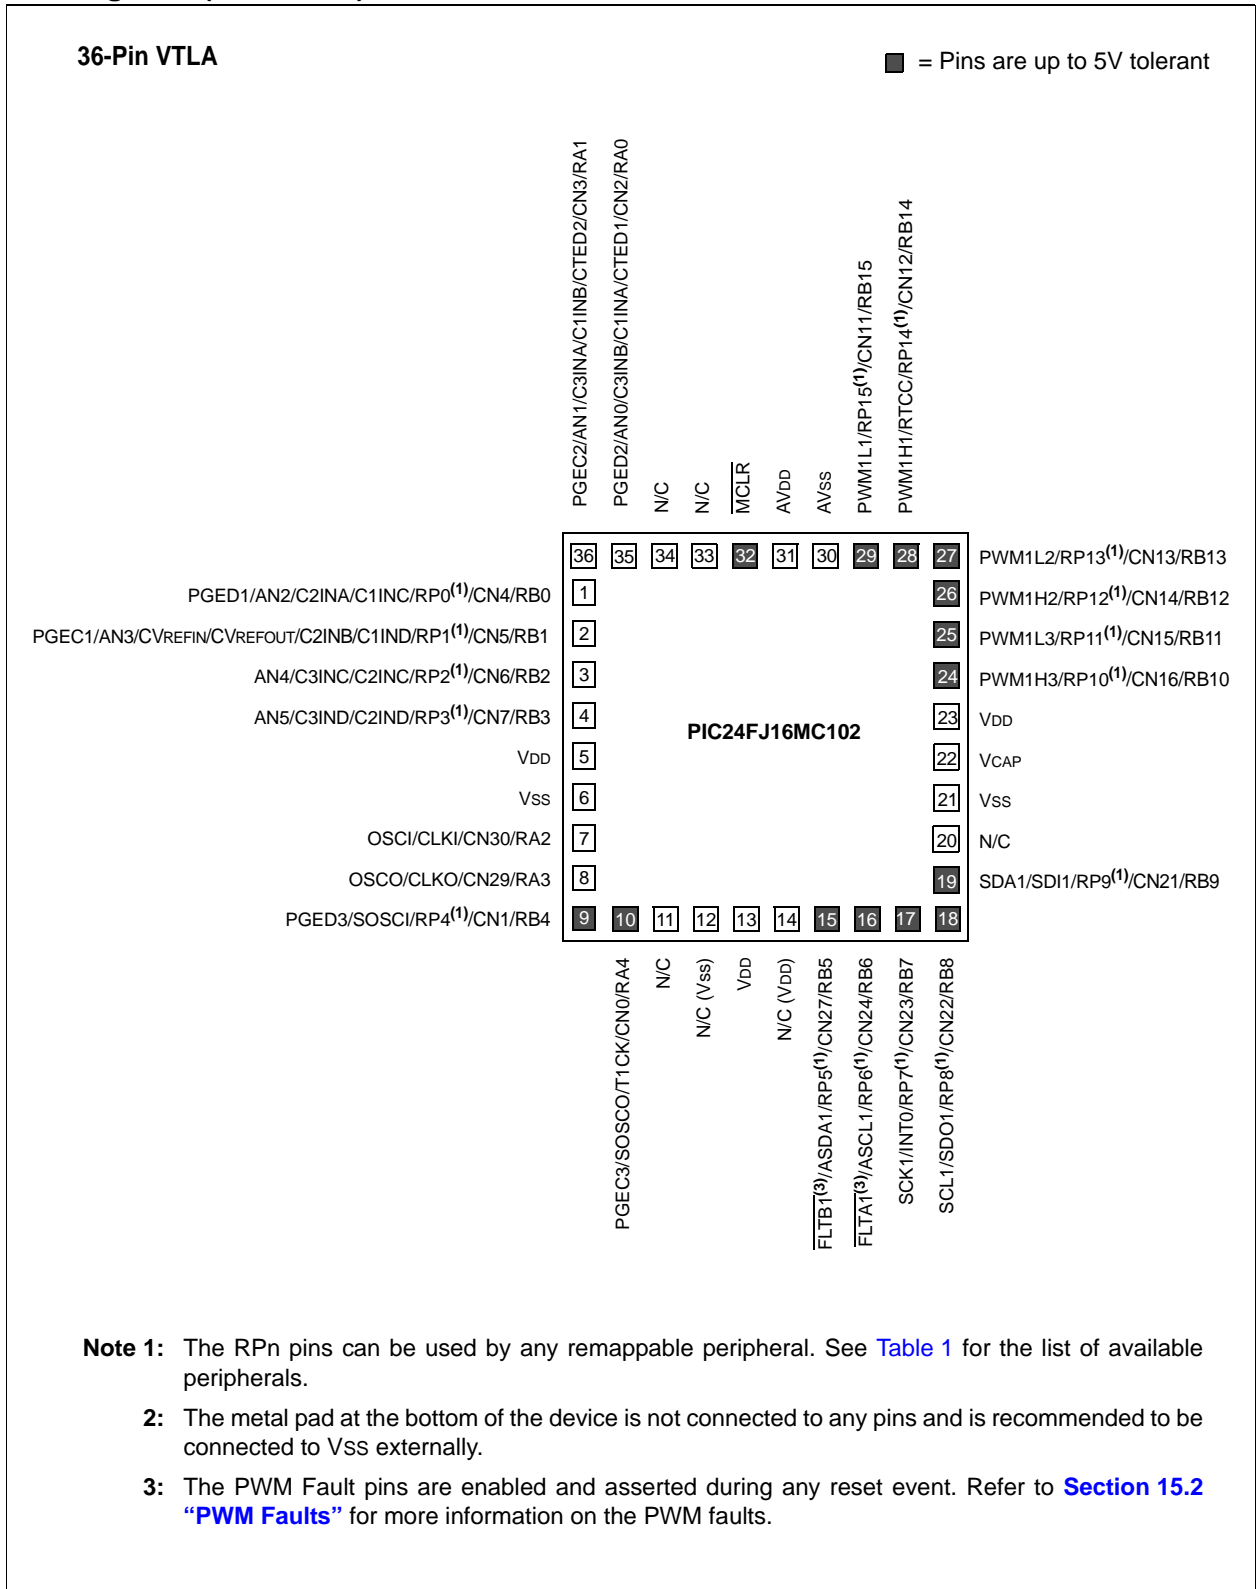 36-Pin VTLA
= Pins are up to 5V tolerant
PGEC2/AN1/C3INA/C1INB/CTED2/CN3/RA1
PGED2/AN0/C3INB/C1INA/CTED1/CN2/RA0
N/C
N/C
MCLR
AVDD
AVSS
PWM1L1/RP15(1)/CN11/RB15
PWM1H1/RTCC/RP14(1)/CN12/RB14
36 35 34 33 32 31 30 29 28 27 PWM1L2/RP13(1)/CN13/RB13
PGED1/AN2/C2INA/C1INC/RP0(1)/CN4/RB0 1 26 PWM1H2/RP12(1)/CN14/RB12
PGEC1/AN3/CVREFIN/CVREFOUT/C2INB/C1IND/RP1(1)/CN5/RB1 2 25 PWM1L3/RP11(1)/CN15/RB11
AN4/C3INC/C2INC/RP2(1)/CN6/RB2 3 24 PWM1H3/RP10(1)/CN16/RB10
AN5/C3IND/C2IND/RP3(1)/CN7/RB3 4 23 VDD
PIC24FJ16MC102
VDD 5 22 VCAP
VSS 6 21 VSS
OSCI/CLKI/CN30/RA2 7 20 N/C
OSCO/CLKO/CN29/RA3 8 19 SDA1/SDI1/RP9(1)/CN21/RB9
PGED3/SOSCI/RP4(1)/CN1/RB4 9 10 11 12 13 14 15 16 17 18
PGEC3/SOSCO/T1CK/CN0/RA4
N/C
N/C (VSS)
VDD
N/C (VDD)
FLTB1(3)/ASDA1/RP5(1)/CN27/RB5
FLTA1(3)/ASCL1/RP6(1)/CN24/RB6
SCK1/INT0/RP7(1)/CN23/RB7
SCL1/SDO1/RP8(1)/CN22/RB8
Note 1: The RPn pins can be used by any remappable peripheral. See Table 1 for the list of available
peripherals.
2: The metal pad at the bottom of the device is not connected to any pins and is recommended to be
connected to VSS externally.
3: The PWM Fault pins are enabled and asserted during any reset event. Refer to Section 15.2
“PWM Faults” for more information on the PWM faults.